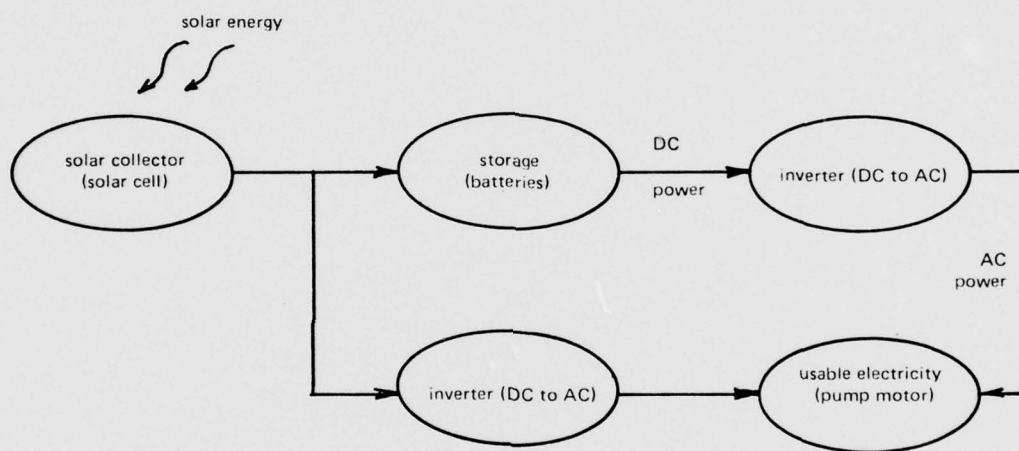 solar energy
solar collector
(solar cell)
storage
(batteries)
DC
power
inverter (DC to AC)
AC
power
inverter (DC to AC)
usable electricity
(pump motor)